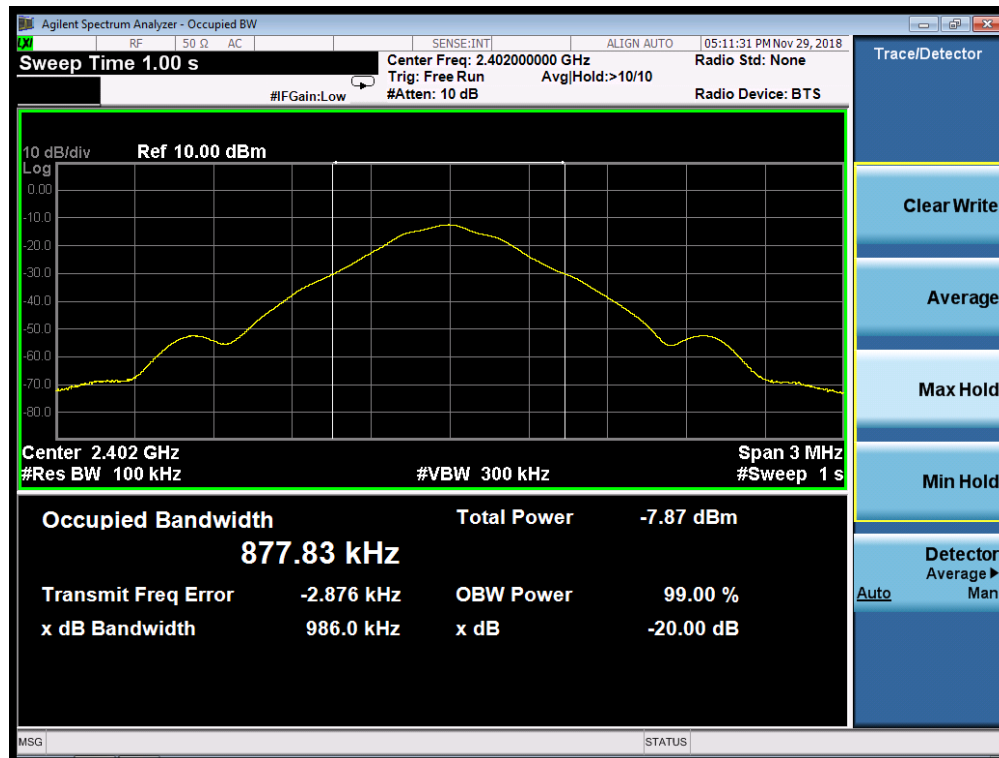 Agilent Spectrum Analyzer - Occupied BW
LXI RF 50 Ω AC SENSE:INT ALIGN AUTO 05:11:31 PM Nov 29, 2018
Sweep Time 1.00 s
Center Freq: 2.402000000 GHz
Radio Std: None
Trig: Free Run Avg|Hold:>10/10
#IFGain:Low #Atten: 10 dB Radio Device: BTS
10 dB/div Ref 10.00 dBm
Log
0.00
-10.0
-20.0
-30.0
-40.0
-50.0
-60.0
-70.0
-80.0
Center 2.402 GHz Span 3 MHz
#Res BW 100 kHz #VBW 300 kHz #Sweep 1 s
Occupied Bandwidth Total Power -7.87 dBm
877.83 kHz
Transmit Freq Error -2.876 kHz OBW Power 99.00 %
x dB Bandwidth 986.0 kHz x dB -20.00 dB
MSG STATUS
Trace/Detector
Clear Write
Average
Max Hold
Min Hold
Detector
Average
Auto Man